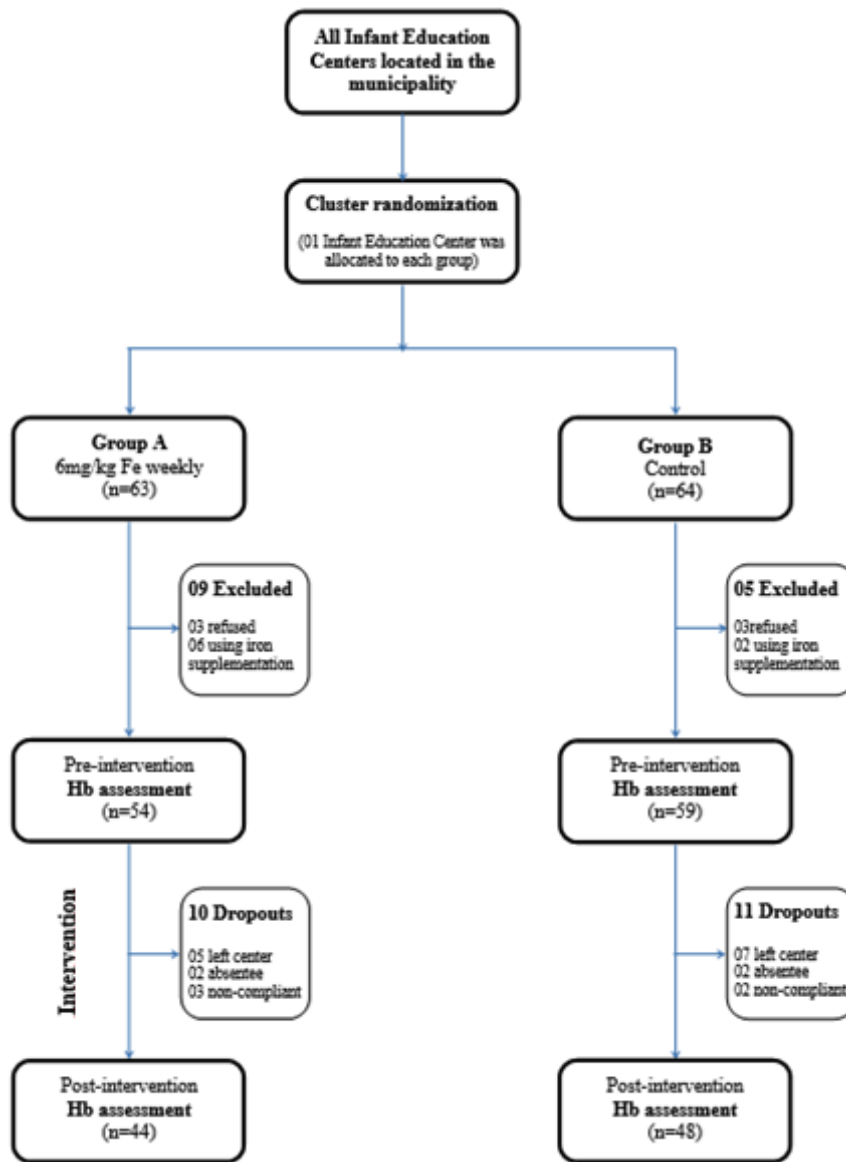 All Infant Education
Centers located in the
municipality
Cluster randomization
(01 Infant Education Center was
allocated to each group)
Group A
6mg/kg Fe weekly
(n=63)
Group B
Control
(n=64)
09 Excluded
03 refused
06 using iron
supplementation
05 Excluded
03refused
02 using iron
supplementation
Pre-intervention
Hb assessment
(n=54)
Pre-intervention
Hb assessment
(n=59)
Intervention
10 Dropouts
05 left center
02 absentee
03 non-compliant
11 Dropouts
07 left center
02 absentee
02 non-compliant
Post-intervention
Hb assessment
(n=44)
Post-intervention
Hb assessment
(n=48)